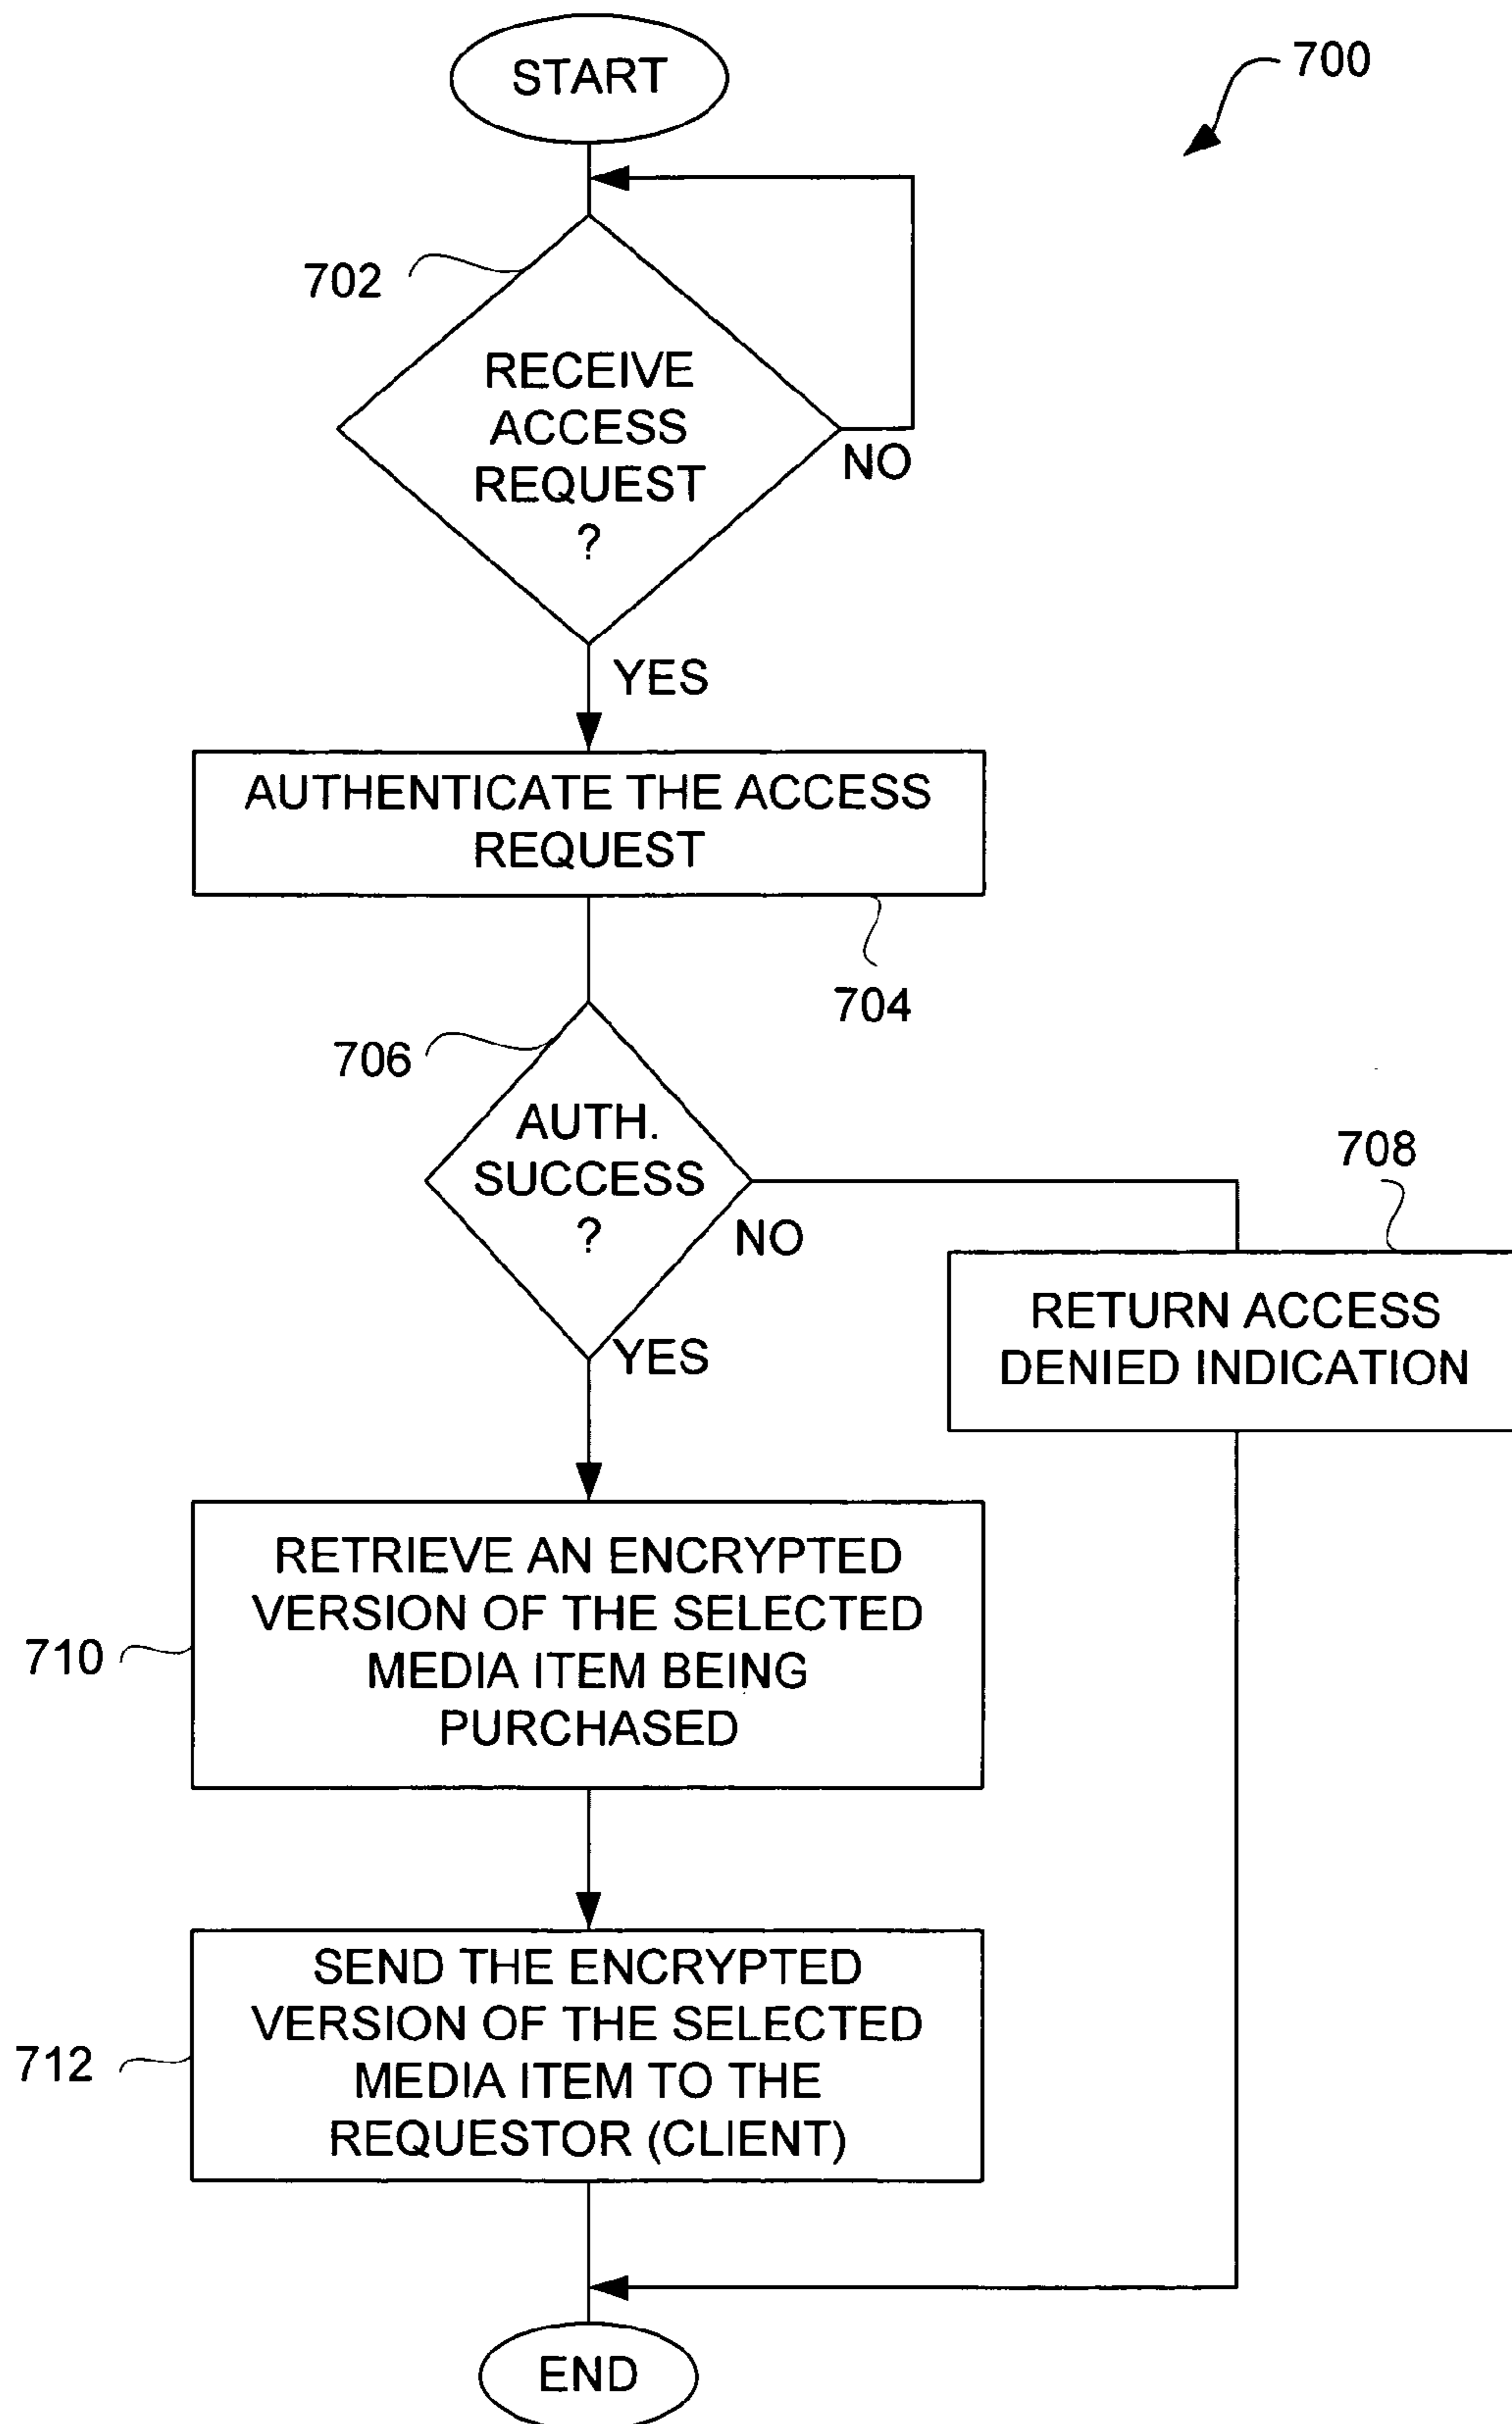 START
700
702
RECEIVE
ACCESS
REQUEST
?
NO
YES
AUTHENTICATE THE ACCESS
REQUEST
704
706
AUTH.
SUCCESS
?
NO
YES
708
RETURN ACCESS
DENIED INDICATION
710
RETRIEVE AN ENCRYPTED
VERSION OF THE SELECTED
MEDIA ITEM BEING
PURCHASED
712
SEND THE ENCRYPTED
VERSION OF THE SELECTED
MEDIA ITEM TO THE
REQUESTOR (CLIENT)
END